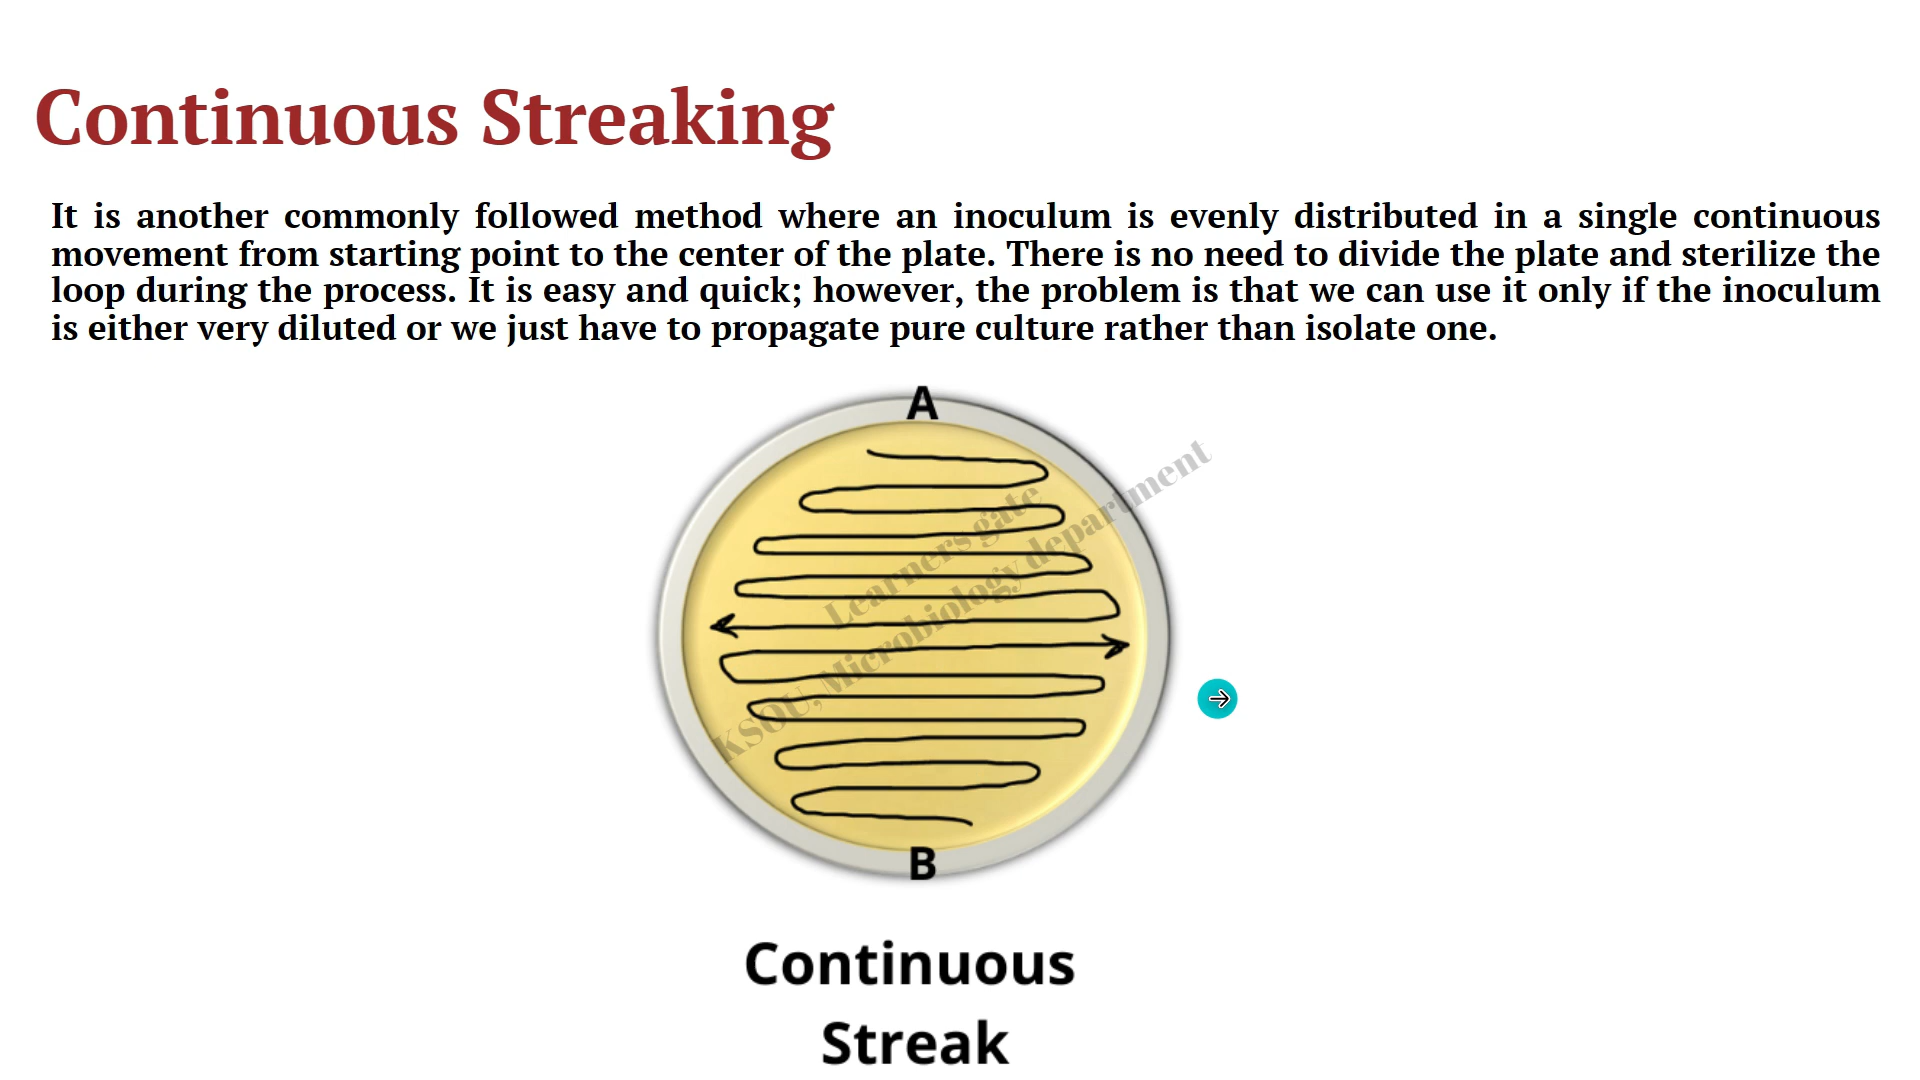 Continuous Streaking
It is another commonly followed method where an inoculum is evenly distributed in a single continuous
movement from starting point to the center of the plate. There is no need to divide the plate and sterilize the
loop during the process. It is easy and quick; however, the problem is that we can use it only if the inoculum
is either very diluted or we just have to propagate pure culture rather than isolate one.
A
Learners gate
KSOU, Microbiology department
B
Continuous
Streak